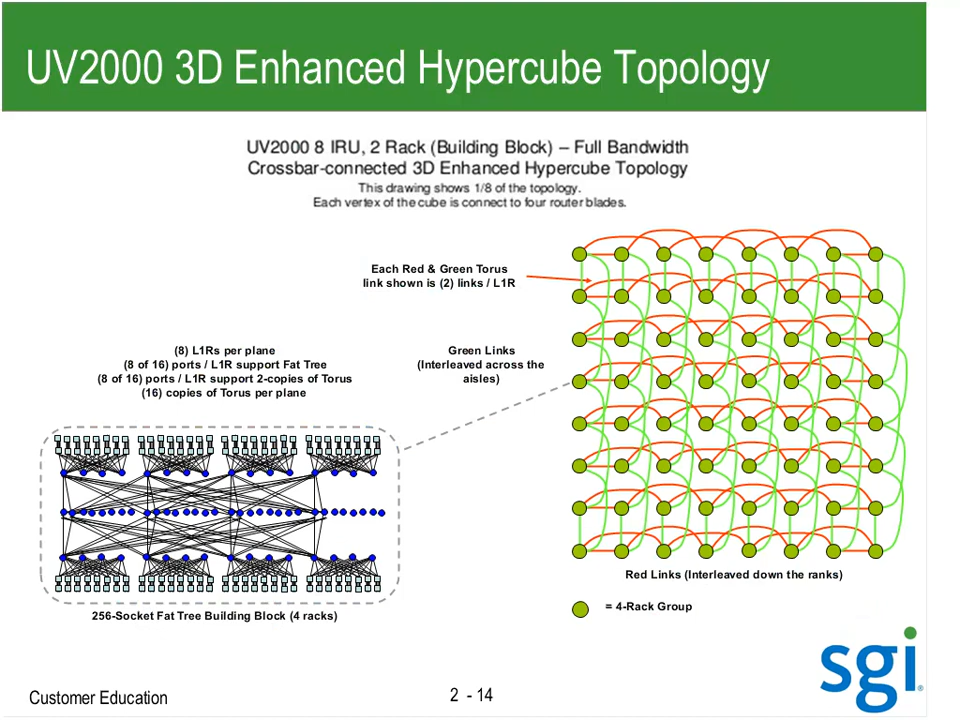 UV2000 3D Enhanced Hypercube Topology
UV2000 8 IRU, 2 Rack (Building Block) – Full Bandwidth
Crossbar-connected 3D Enhanced Hypercube Topology
This drawing shows 1/8 of the topology.
Each vertex of the cube is connect to four router blades.
Each Red & Green Torus
link shown is (2) links / L1R
(8) L1Rs per plane
(8 of 16) ports / L1R support Fat Tree
(8 of 16) ports / L1R support 2-copies of Torus
(16) copies of Torus per plane
Green Links
(Interleaved across the
aisles)
256-Socket Fat Tree Building Block (4 racks)
Red Links (Interleaved down the ranks)
= 4-Rack Group
Customer Education
2 - 14
sgi®